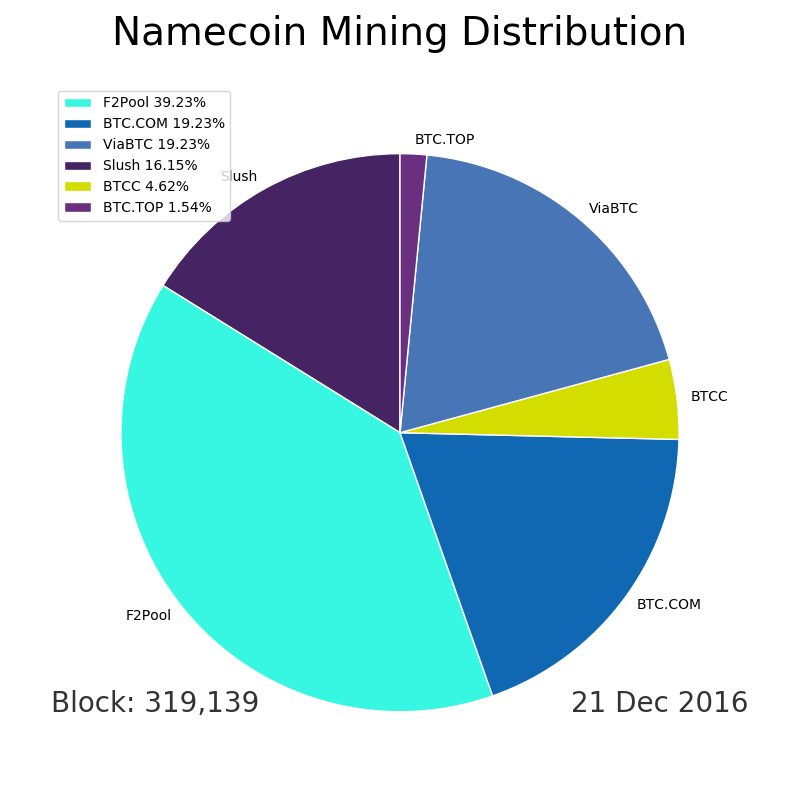 Namecoin Mining Distribution
F2Pool 39.23%
BTC.COM 19.23%
ViaBTC 19.23%
Slush 16.15%
BTCC 4.62%
BTC.TOP 1.54%
BTC.TOP
Slush
ViaBTC
BTCC
BTC.COM
F2Pool
Block: 319,139
21 Dec 2016